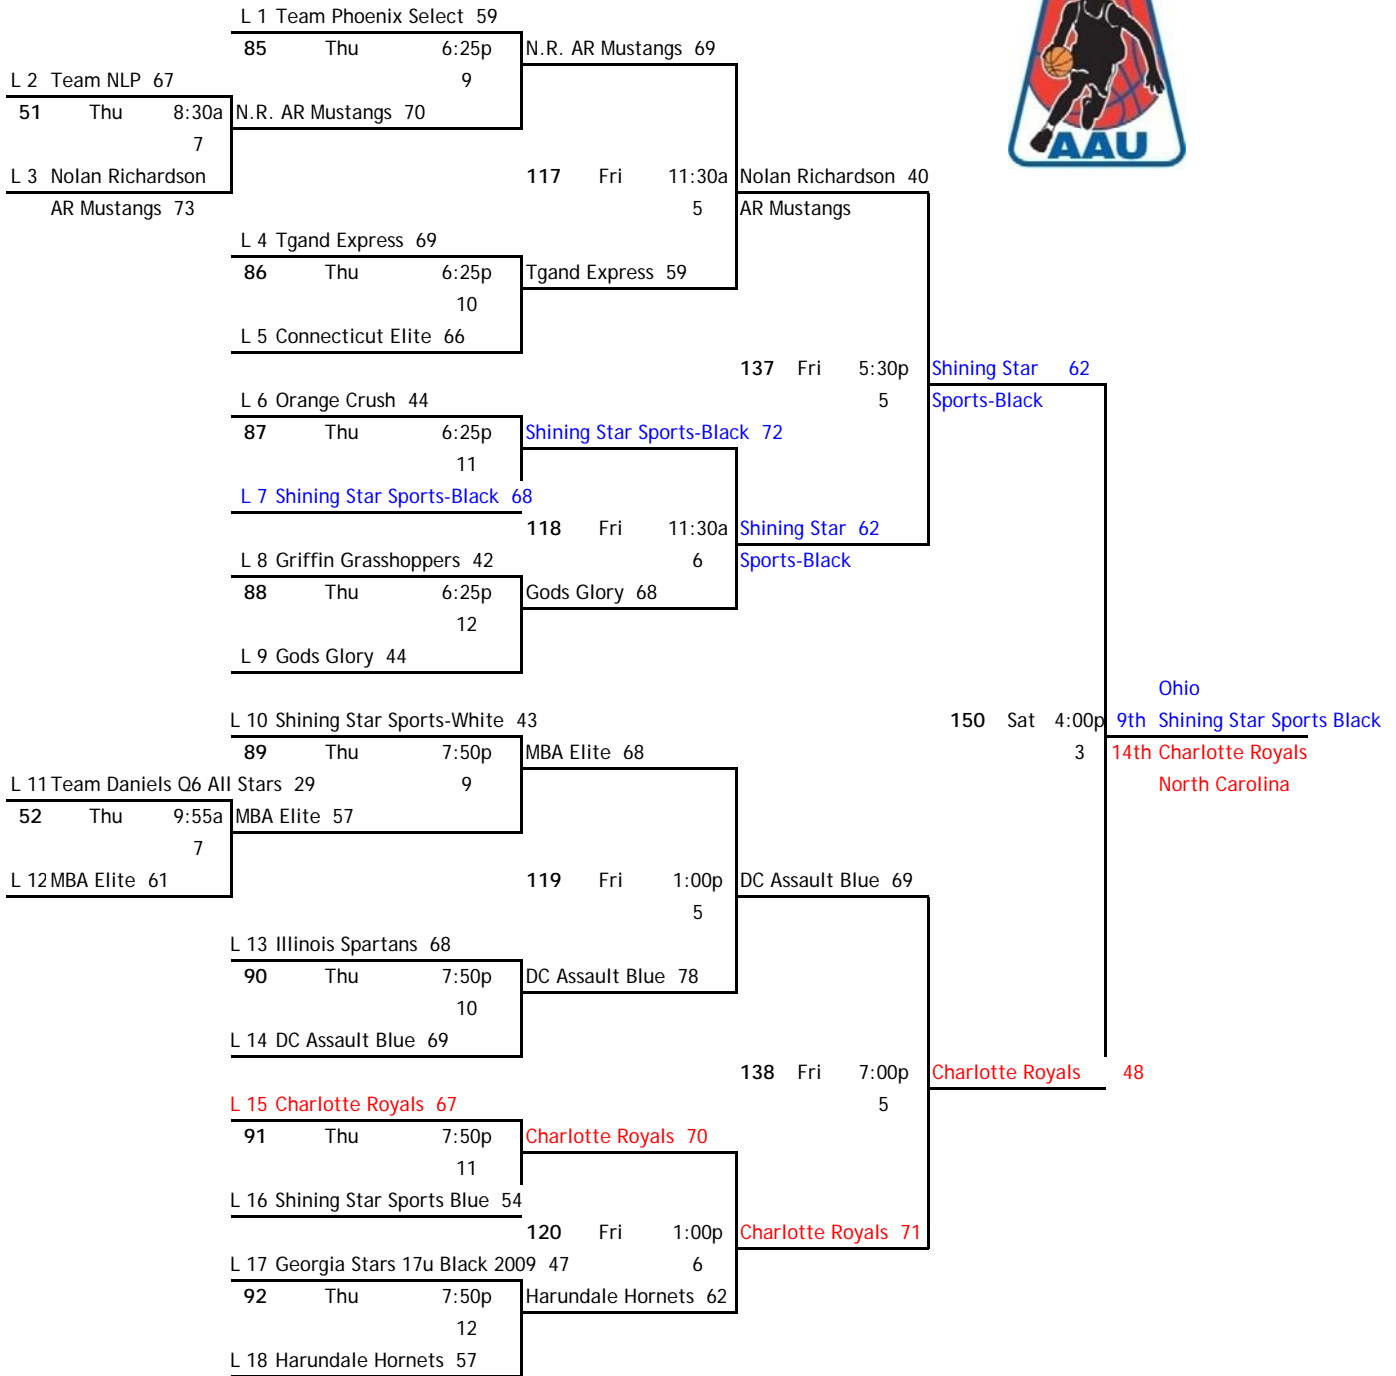 L 1 Team Phoenix Select 59
85 Thu 6:25p N.R. AR Mustangs 69
L 2 Team NLP 67 9
51 Thu 8:30a N.R. AR Mustangs 70
7
L 3 Nolan Richardson 117 Fri 11:30a Nolan Richardson 40
AR Mustangs 73 5 AR Mustangs
L 4 Tgand Express 69
86 Thu 6:25p Tgand Express 59
10
L 5 Connecticut Elite 66
137 Fri 5:30p Shining Star 62
L 6 Orange Crush 44 5 Sports-Black
87 Thu 6:25p Shining Star Sports-Black 72
11
L 7 Shining Star Sports-Black 68
118 Fri 11:30a Shining Star 62
L 8 Griffin Grasshoppers 42 6 Sports-Black
88 Thu 6:25p Gods Glory 68
12
L 9 Gods Glory 44
Ohio
L 10 Shining Star Sports-White 43 150 Sat 4:00p 9th Shining Star Sports Black
89 Thu 7:50p MBA Elite 68 3 14th Charlotte Royals
L 11 Team Daniels Q6 All Stars 29 9 North Carolina
52 Thu 9:55a MBA Elite 57
7
L 12 MBA Elite 61 119 Fri 1:00p DC Assault Blue 69
5
L 13 Illinois Spartans 68
90 Thu 7:50p DC Assault Blue 78
10
L 14 DC Assault Blue 69
138 Fri 7:00p Charlotte Royals 48
L 15 Charlotte Royals 67 5
91 Thu 7:50p Charlotte Royals 70
11
L 16 Shining Star Sports Blue 54
120 Fri 1:00p Charlotte Royals 71
L 17 Georgia Stars 17u Black 2009 47 6
92 Thu 7:50p Harundale Hornets 62
12
L 18 Harundale Hornets 57
AAU